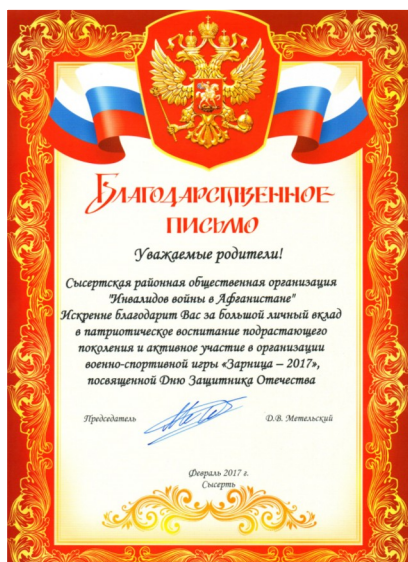 Благодарственное
письмо
Уважаемые родители!
Сысертская районная общественная организация
"Инвалидов войны в Афганистане"
Искренне благодарит Вас за большой личный вклад
в патриотическое воспитание подрастающего
поколения и активное участие в организации
военно-спортивной игры «Зарница – 2017»,
посвященной Дню Защитника Отечества
Председатель Д.В. Метельский
Февраль 2017 г.
Сысерть